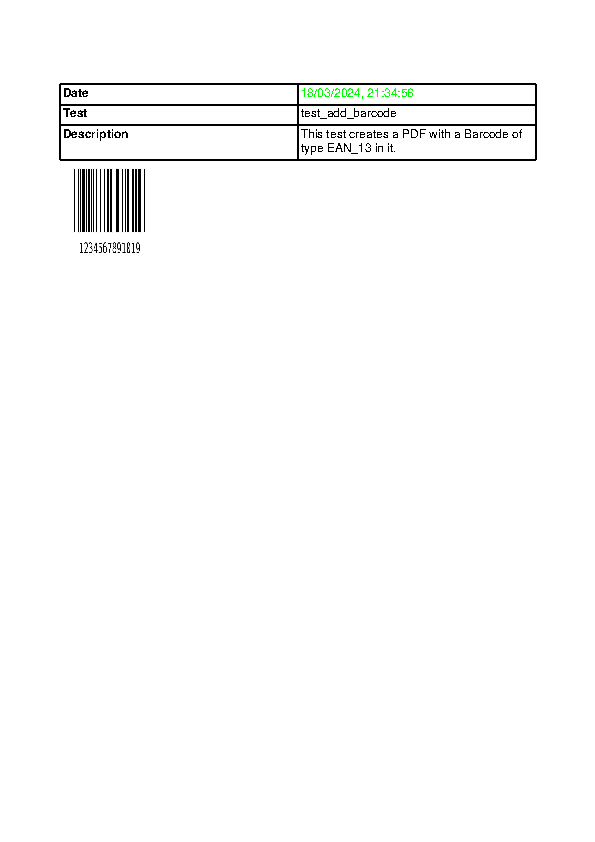 Date 18/03/2024, 21:34:56
Test test_add_barcode
Description This test creates a PDF with a Barcode of
type EAN_13 in it.
1234567891019